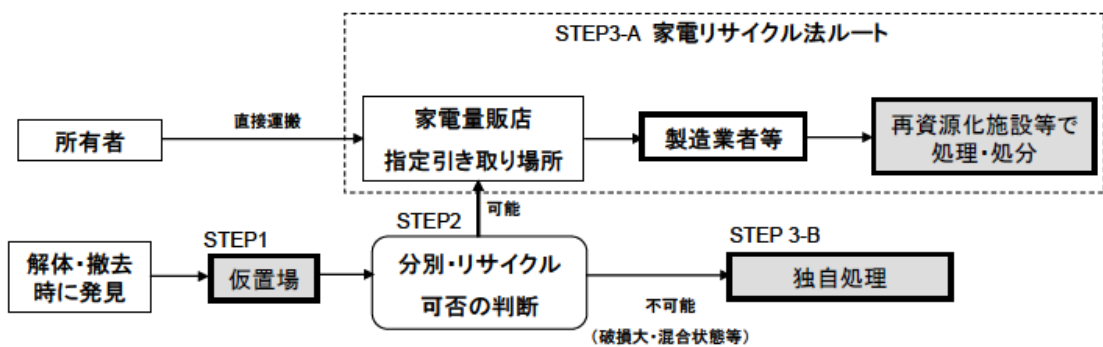 STEP3-A 家電リサイクル法ルート
所有者
直接運搬
家電量販店
指定引き取り場所
製造業者等
再資源化施設等で
処理・処分
可能
STEP2
STEP1
STEP 3-B
解体・撤去
時に発見
仮置場
分別・リサイクル
可否の判断
独自処理
不可能
（破損大・混合状態等）